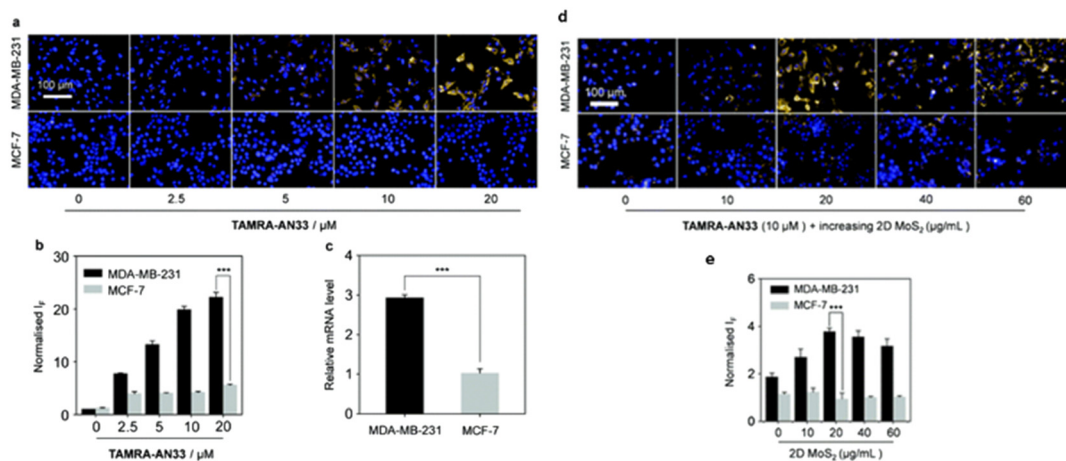 a
MDA-MB-231
100 µm
MCF-7
0 2.5 5 10 20
TAMRA-AN33 / µM
b
Normalised I_F
30
20
10
0
MDA-MB-231
MCF-7
***
0 2.5 5 10 20
TAMRA-AN33 / µM
c
Relative mRNA level
4
3
2
1
0
***
MDA-MB-231 MCF-7
d
MDA-MB-231
100 µm
MCF-7
0 10 20 40 60
TAMRA-AN33 (10 µM ) + increasing 2D MoS₂ (µg/mL )
e
Normalised I_F
6
4
2
0
MDA-MB-231
MCF-7
***
0 10 20 40 60
2D MoS₂ (µg/mL)